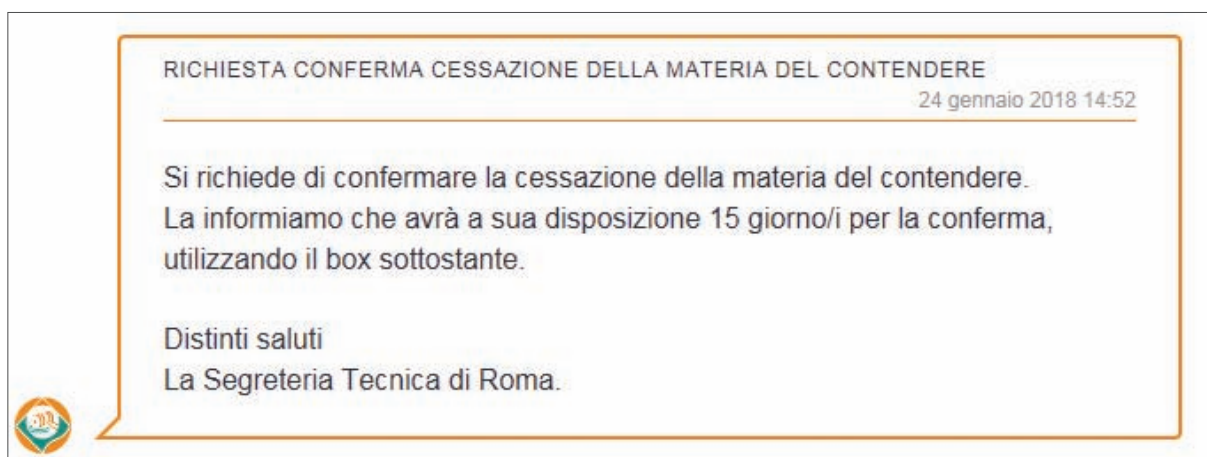 RICHIESTA CONFERMA CESSAZIONE DELLA MATERIA DEL CONTENDERE
24 gennaio 2018 14:52
Si richiede di confermare la cessazione della materia del contendere.
La informiamo che avrà a sua disposizione 15 giorno/i per la conferma,
utilizzando il box sottostante.
Distinti saluti
La Segreteria Tecnica di Roma.